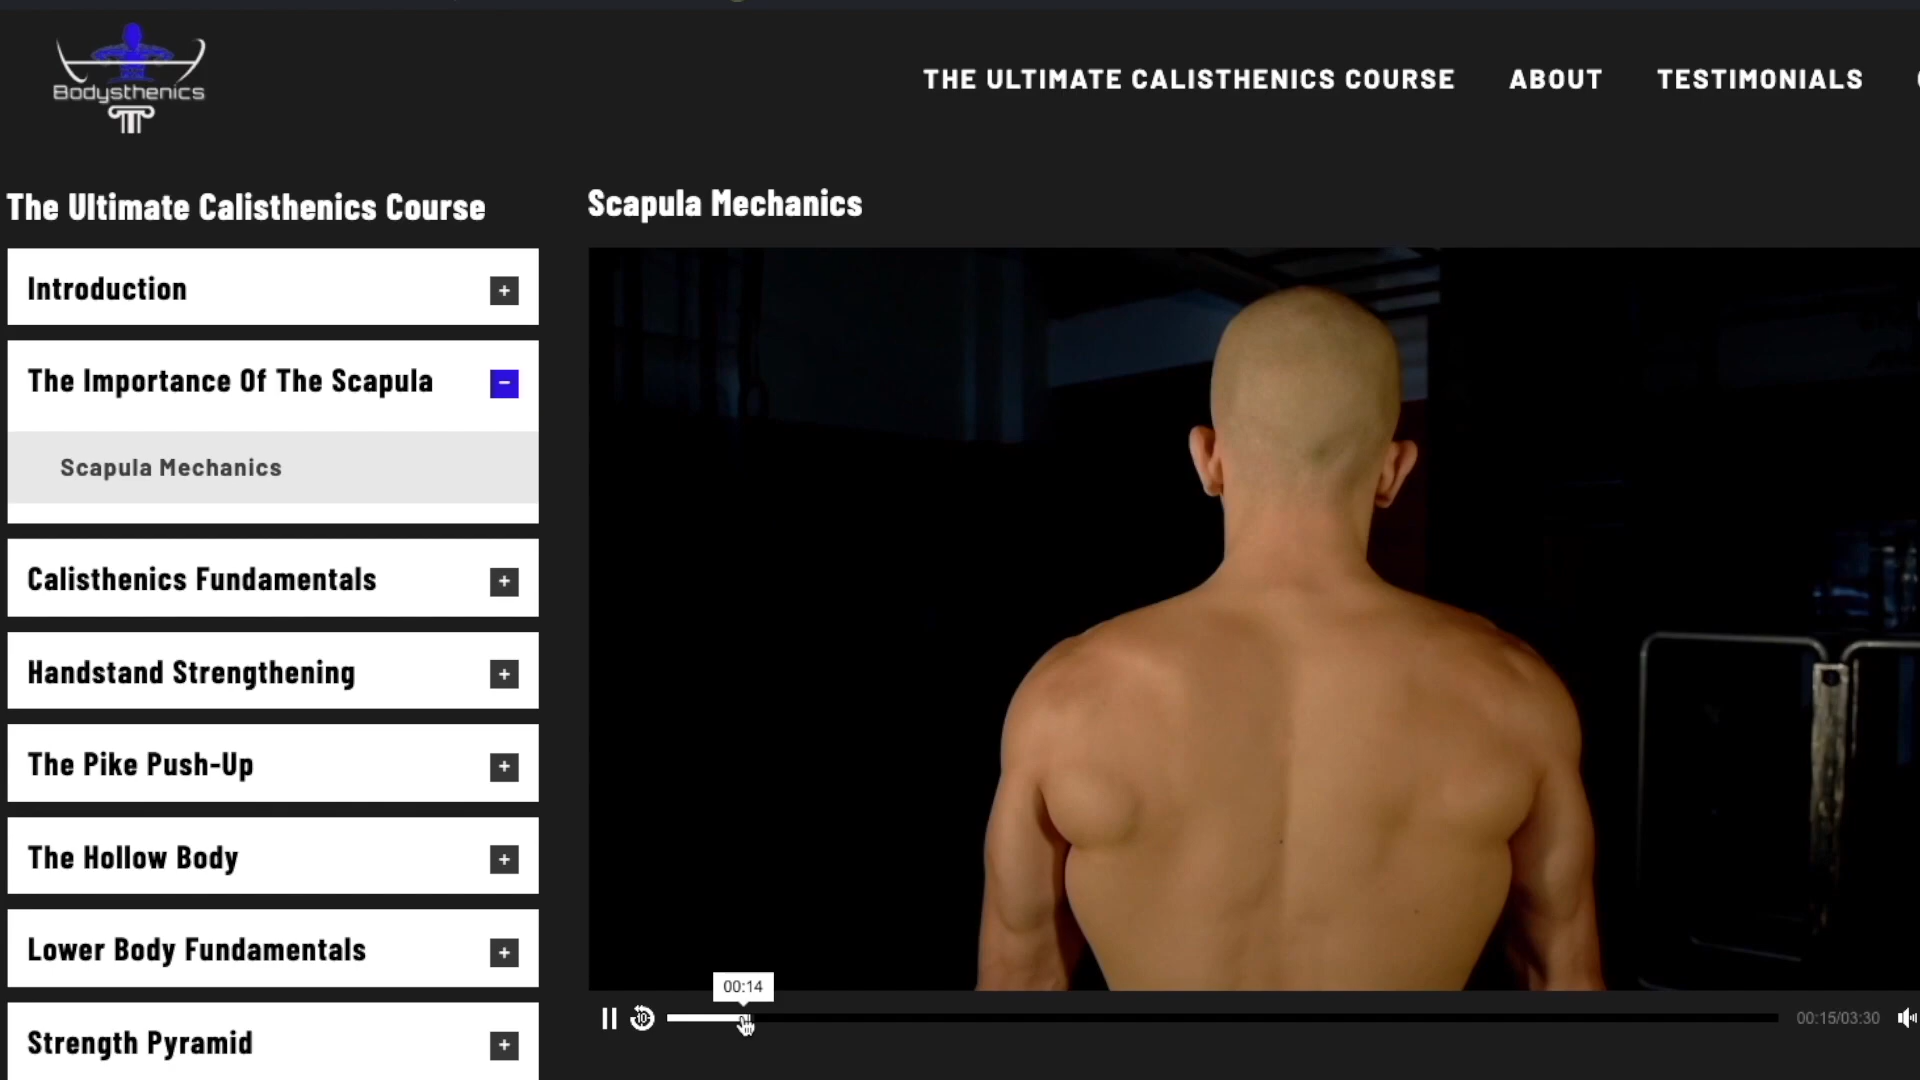 Bodysthenics
THE ULTIMATE CALISTHENICS COURSE ABOUT TESTIMONIALS
The Ultimate Calisthenics Course
Introduction
+
The Importance Of The Scapula
-
Scapula Mechanics
Calisthenics Fundamentals
+
Handstand Strengthening
+
The Pike Push-Up
+
The Hollow Body
+
Lower Body Fundamentals
+
Strength Pyramid
+
Scapula Mechanics
00:14
10
00:15/03:30